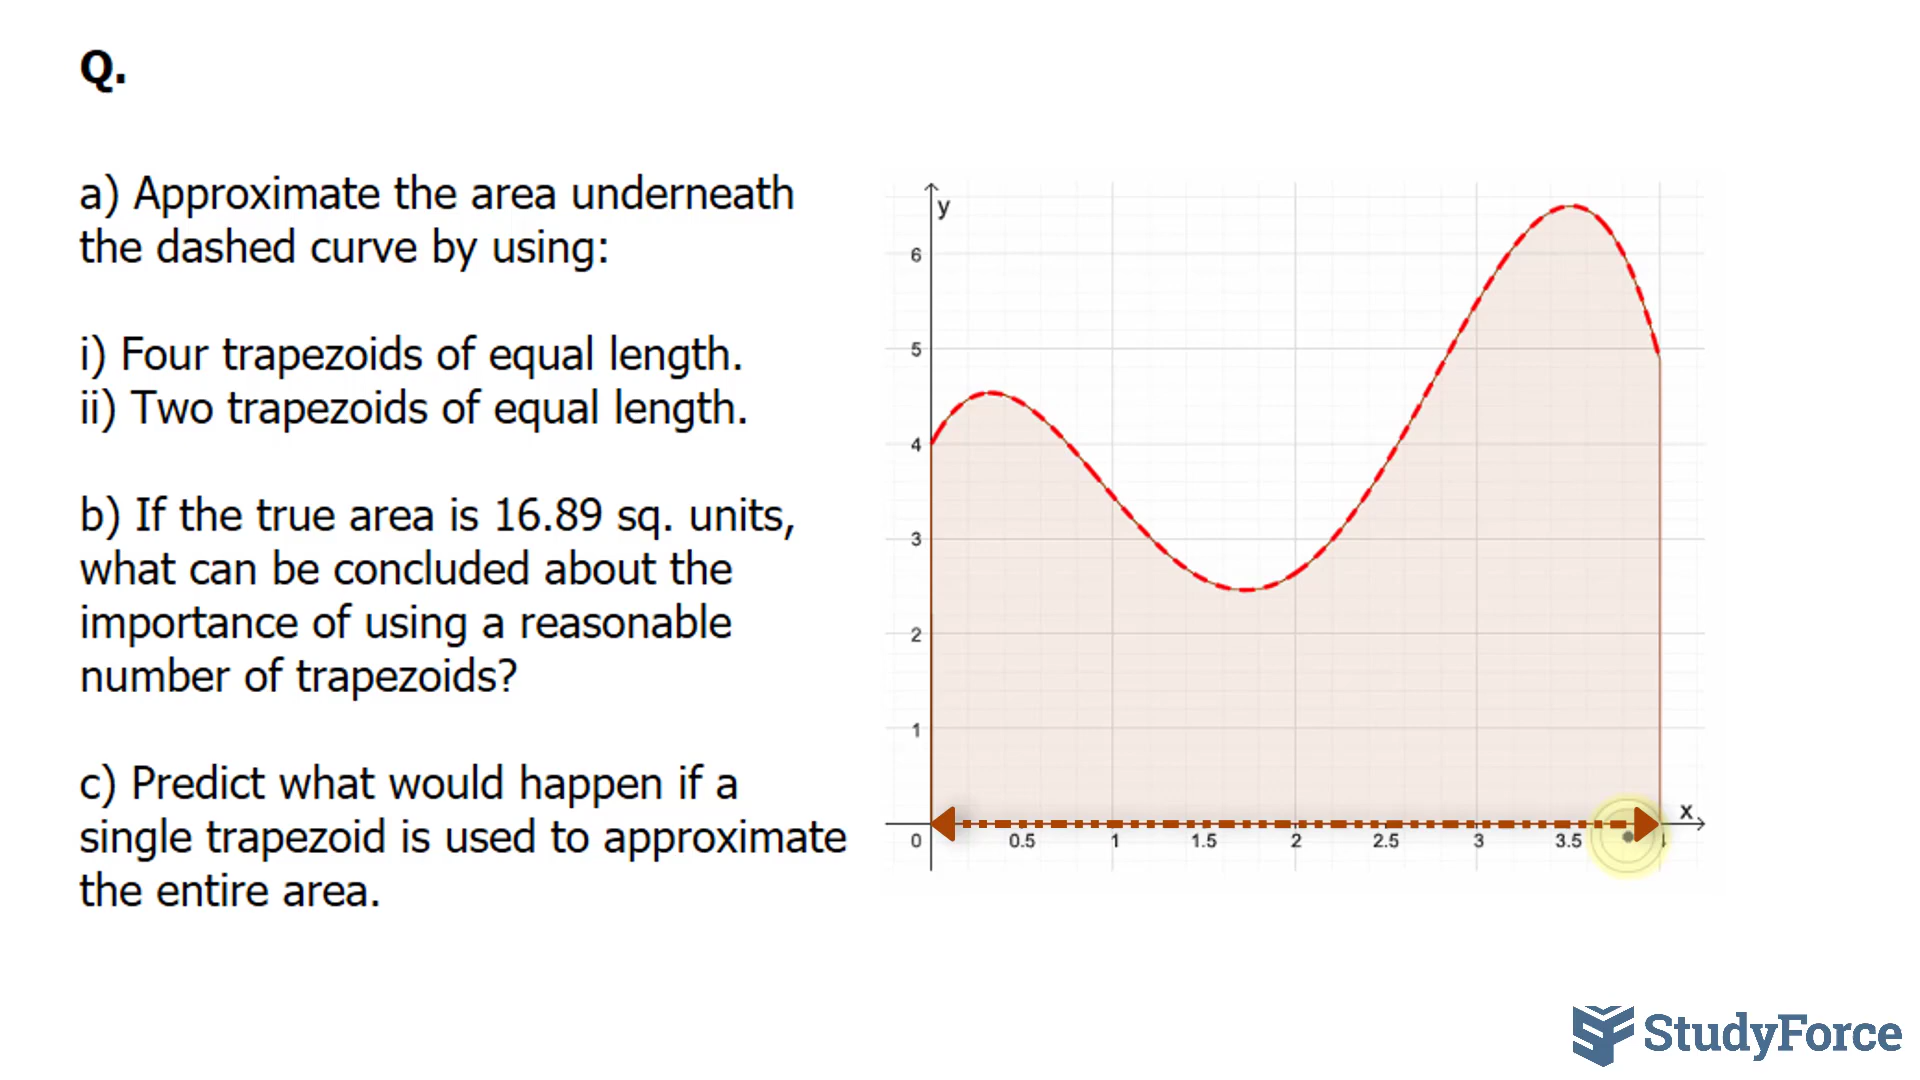 Q.
a) Approximate the area underneath
the dashed curve by using:
i) Four trapezoids of equal length.
ii) Two trapezoids of equal length.
b) If the true area is 16.89 sq. units,
what can be concluded about the
importance of using a reasonable
number of trapezoids?
c) Predict what would happen if a
single trapezoid is used to approximate
the entire area.
y
6
5
4
3
2
1
x
0 0.5 1 1.5 2 2.5 3 3.5
StudyForce